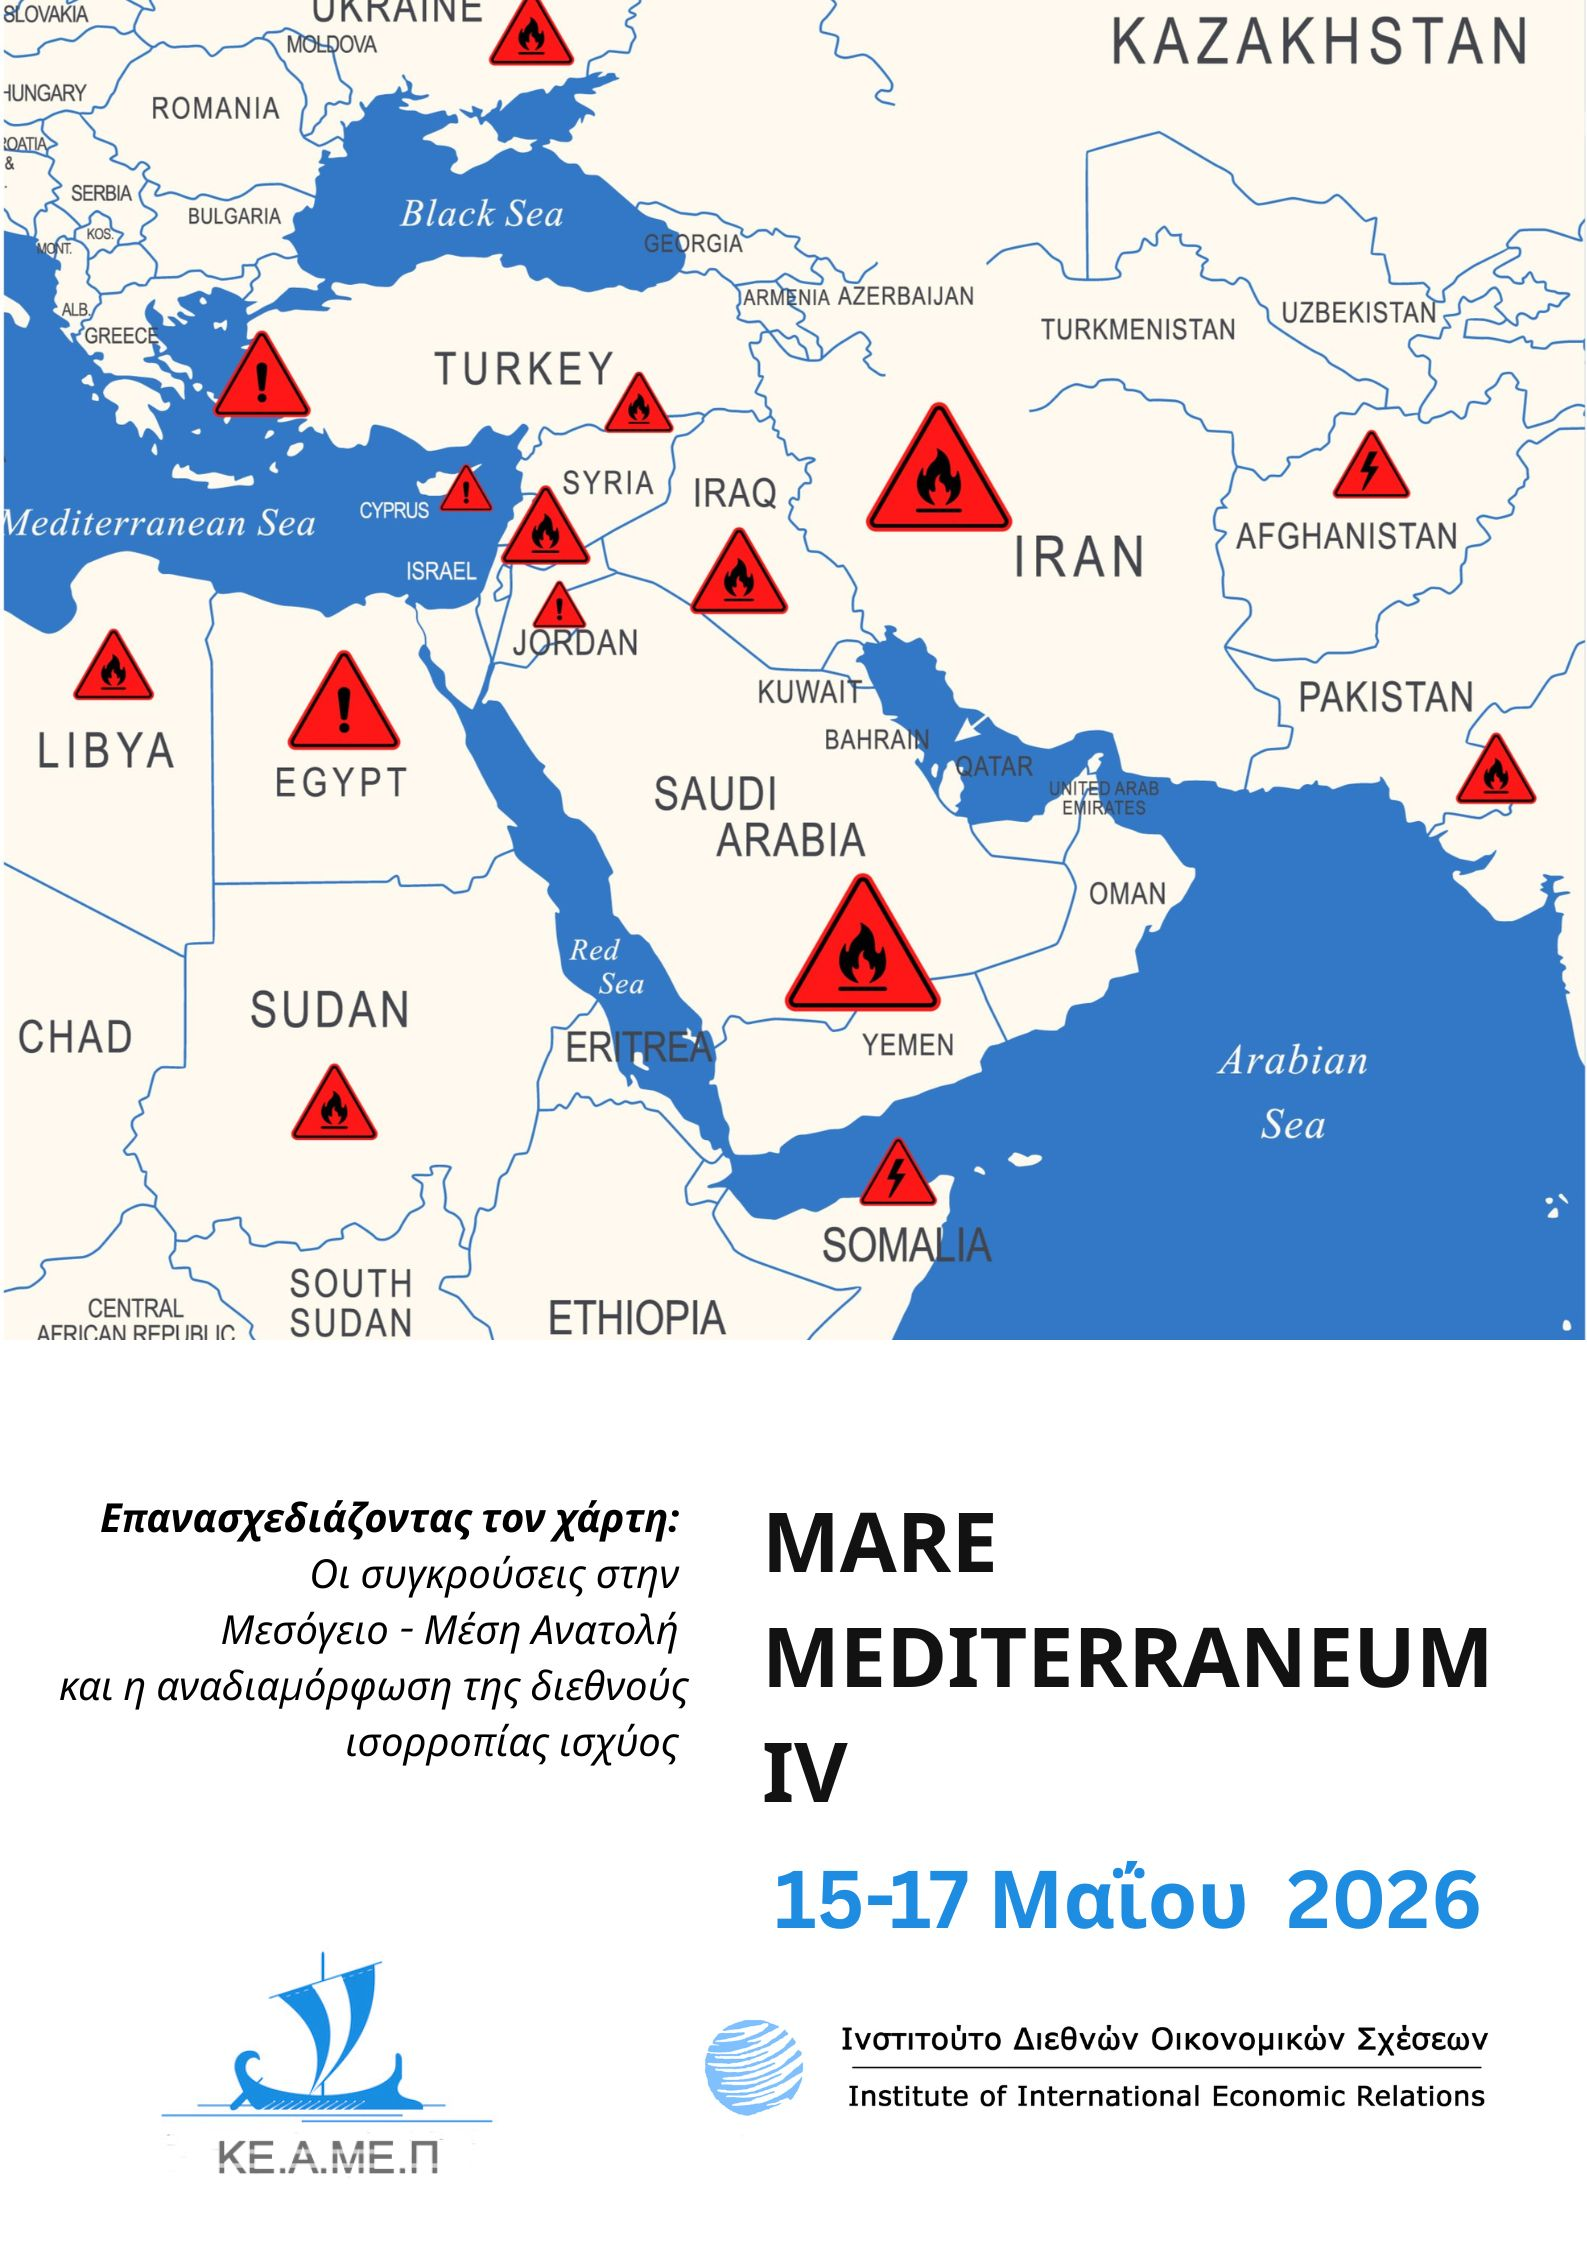 SLOVAKIA
UKRAINE
MOLDOVA
KAZAKHSTAN
HUNGARY
ROMANIA
ROATIA
&
SERBIA
BULGARIA
Black Sea
KOS.
MONT.
GEORGIA
ALB.
ARMENIA AZERBAIJAN
GREECE
TURKMENISTAN
UZBEKISTAN
TURKEY
SYRIA
IRAQ
CYPRUS
Mediterranean Sea
IRAN
AFGHANISTAN
ISRAEL
JORDAN
KUWAIT
PAKISTAN
BAHRAIN
LIBYA
EGYPT
QATAR
SAUDI
ARABIA
UNITED ARAB
EMIRATES
OMAN
Red
Sea
SUDAN
CHAD
ERITREA
YEMEN
Arabian
Sea
SOMALIA
SOUTH
SUDAN
CENTRAL
AFRICAN REPUBLIC
ETHIOPIA
Επανασχεδιάζοντας τον χάρτη:
Οι συγκρούσεις στην
Μεσόγειο - Μέση Ανατολή
και η αναδιαμόρφωση της διεθνούς
ισορροπίας ισχύος
MARE
MEDITERRANEUM
IV
15-17 Μαΐου 2026
ΚΕ.Α.ΜΕ.Π
Ινστιτούτο Διεθνών Οικονομικών Σχέσεων
Institute of International Economic Relations